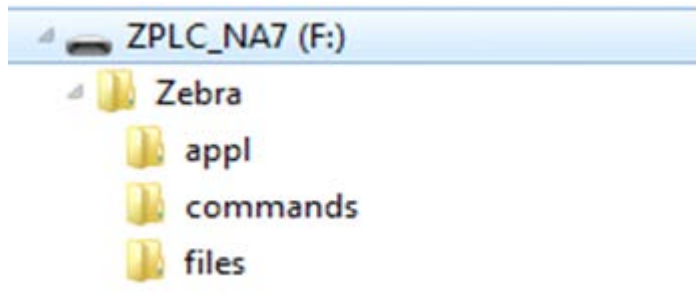 ZPLC_NA7 (F:)
Zebra
appl
commands
files